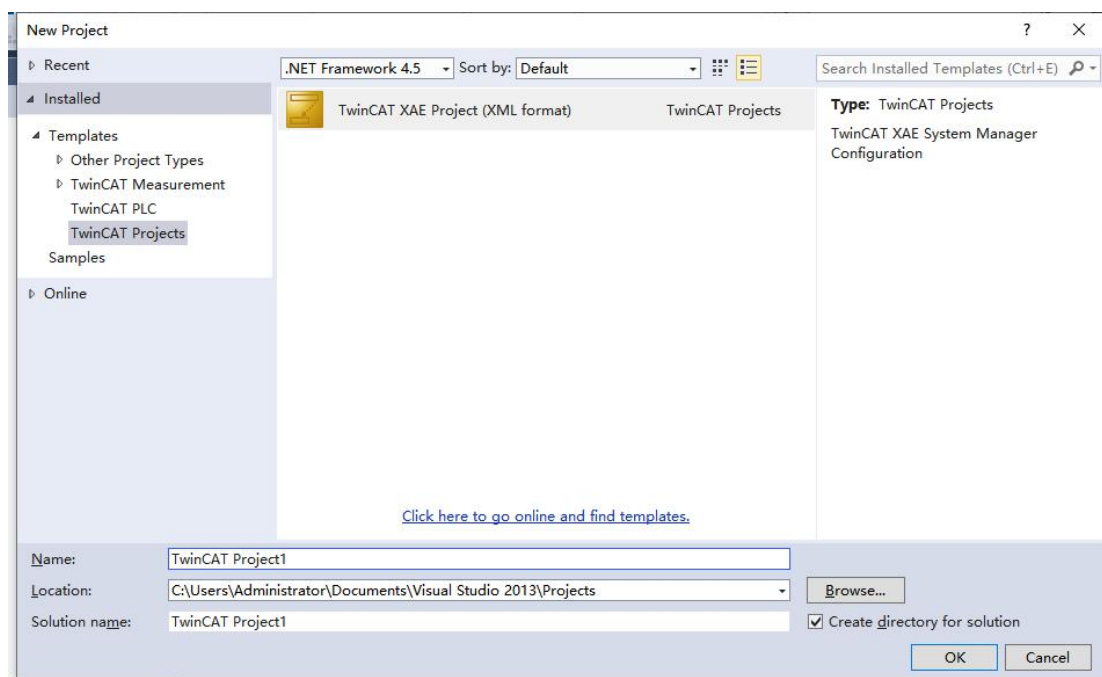 New Project
Recent
.NET Framework 4.5 Sort by: Default
Search Installed Templates (Ctrl+E)
Installed
Templates
Other Project Types
TwinCAT Measurement
TwinCAT PLC
TwinCAT Projects
Samples
Online
TwinCAT XAE Project (XML format) TwinCAT Projects
Type: TwinCAT Projects
TwinCAT XAE System Manager
Configuration
Click here to go online and find templates.
Name: TwinCAT Project1
Location: C:\Users\Administrator\Documents\Visual Studio 2013\Projects Browse...
Solution name: TwinCAT Project1 Create directory for solution
OK Cancel